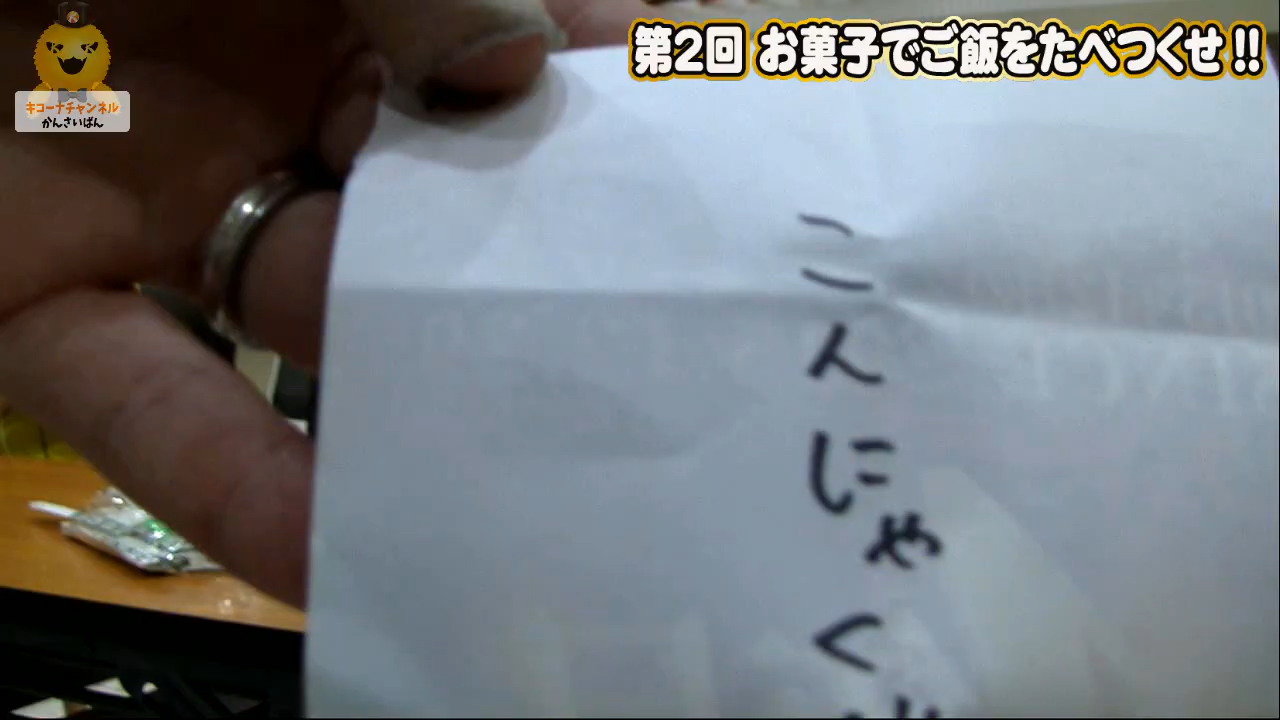 第2回 お菓子でご飯をたべつくせ!!
キコーナチャンネル
かんさいばん
こんにゃく